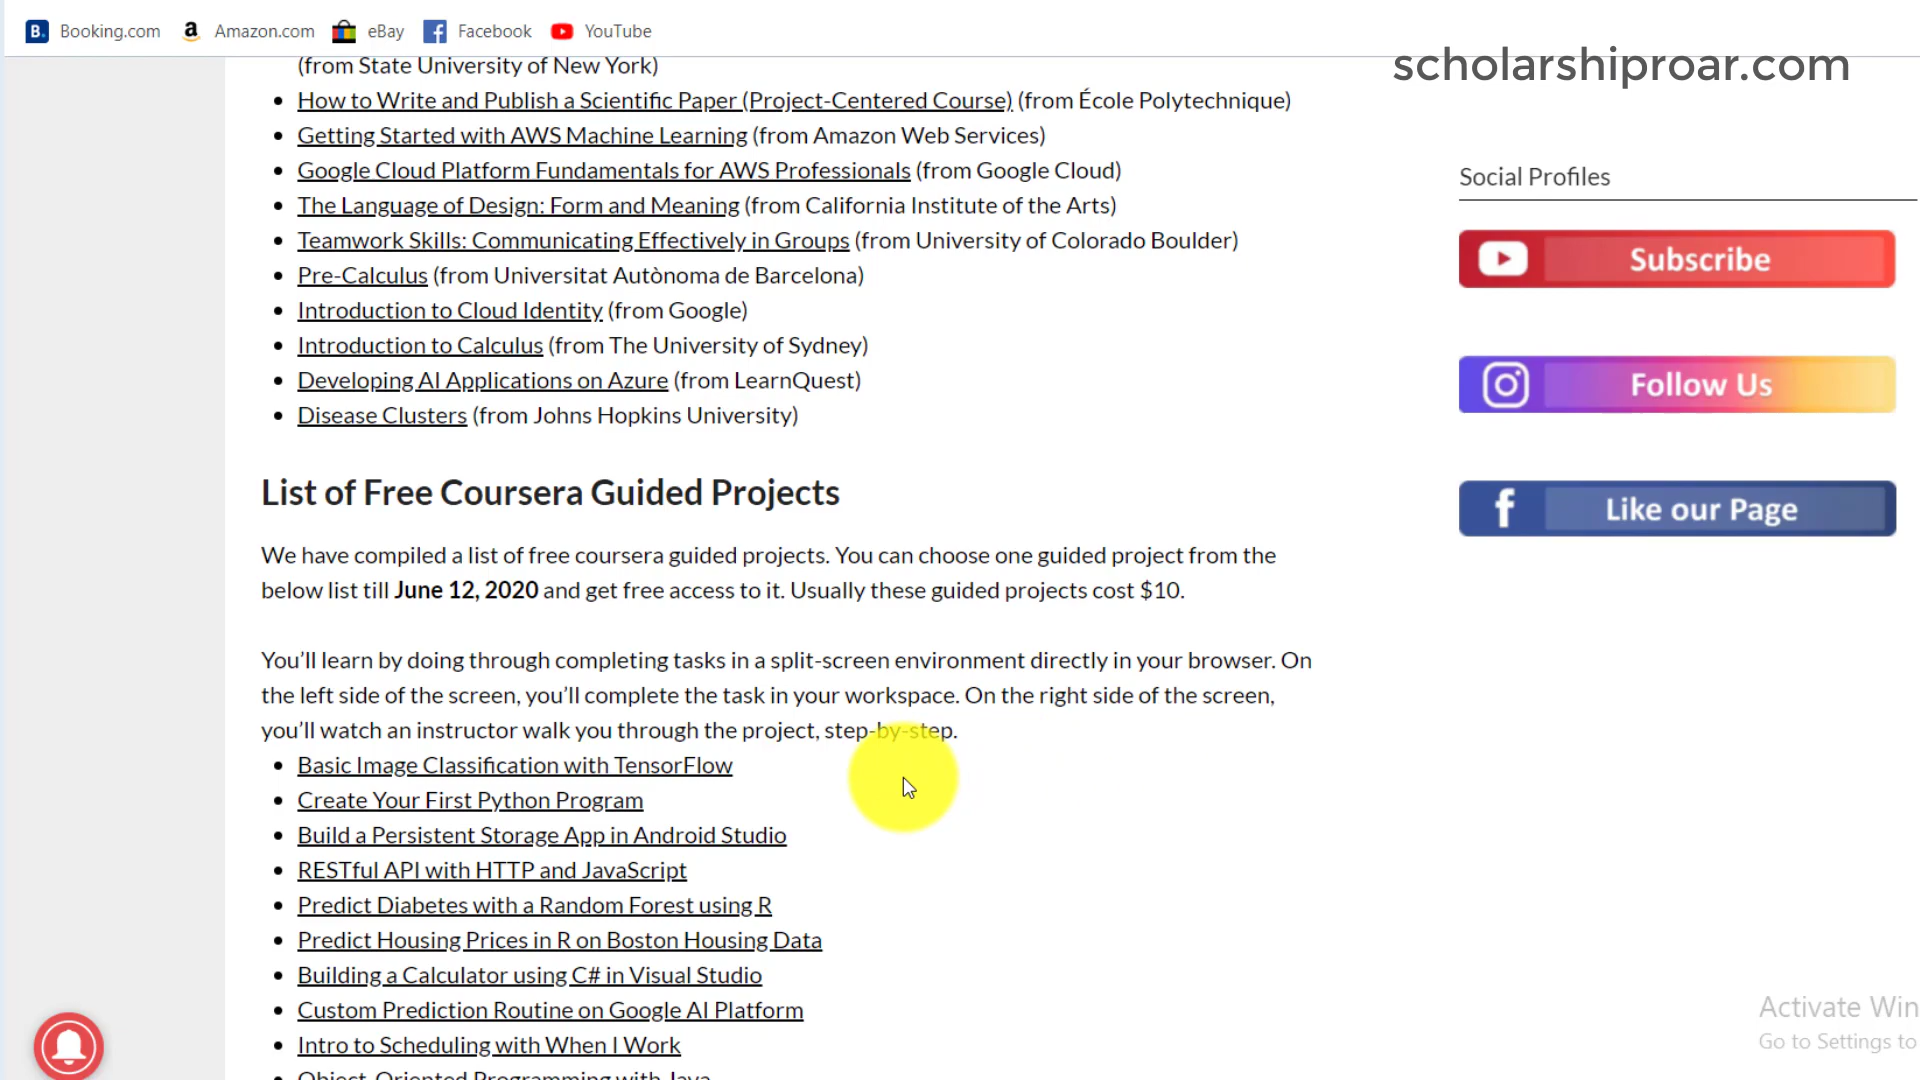 B. Booking.com a Amazon.com eBay Facebook YouTube
scholarshiproar.com
(from State University of New York)
How to Write and Publish a Scientific Paper (Project-Centered Course) (from École Polytechnique)
Getting Started with AWS Machine Learning (from Amazon Web Services)
Google Cloud Platform Fundamentals for AWS Professionals (from Google Cloud)
The Language of Design: Form and Meaning (from California Institute of the Arts)
Teamwork Skills: Communicating Effectively in Groups (from University of Colorado Boulder)
Pre-Calculus (from Universitat Autònoma de Barcelona)
Introduction to Cloud Identity (from Google)
Introduction to Calculus (from The University of Sydney)
Developing AI Applications on Azure (from LearnQuest)
Disease Clusters (from Johns Hopkins University)
List of Free Coursera Guided Projects
We have compiled a list of free coursera guided projects. You can choose one guided project from the
below list till June 12, 2020 and get free access to it. Usually these guided projects cost $10.
You’ll learn by doing through completing tasks in a split-screen environment directly in your browser. On
the left side of the screen, you’ll complete the task in your workspace. On the right side of the screen,
you’ll watch an instructor walk you through the project, step-by-step.
Basic Image Classification with TensorFlow
Create Your First Python Program
Build a Persistent Storage App in Android Studio
RESTful API with HTTP and JavaScript
Predict Diabetes with a Random Forest using R
Predict Housing Prices in R on Boston Housing Data
Building a Calculator using C# in Visual Studio
Custom Prediction Routine on Google AI Platform
Intro to Scheduling with When I Work
Object-Oriented Programming with Java
Social Profiles
Subscribe
Follow Us
f Like our Page
Activate Win
Go to Settings to